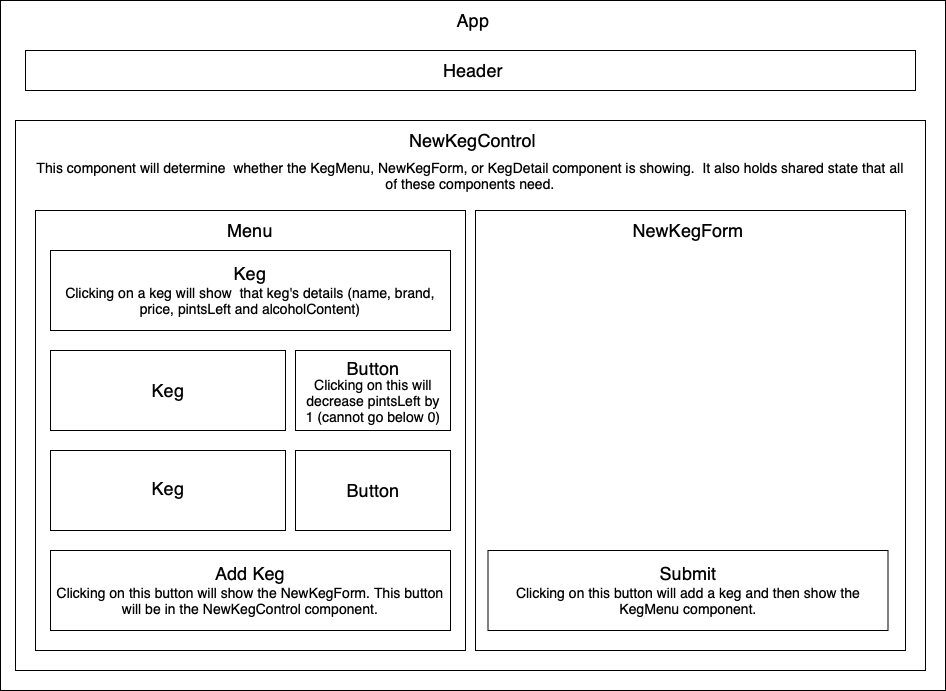 App
Header
NewKegControl
This component will determine  whether the KegMenu, NewKegForm, or KegDetail component is showing.  It also holds shared state that all
of these components need.
Menu
Keg
Clicking on a keg will show  that keg's details (name, brand,
price, pintsLeft and alcoholContent)
Keg
Button
Clicking on this will
decrease pintsLeft by
1 (cannot go below 0)
Keg
Button
Add Keg
Clicking on this button will show the NewKegForm. This button
will be in the NewKegControl component.
NewKegForm
Submit
Clicking on this button will add a keg and then show the
KegMenu component.